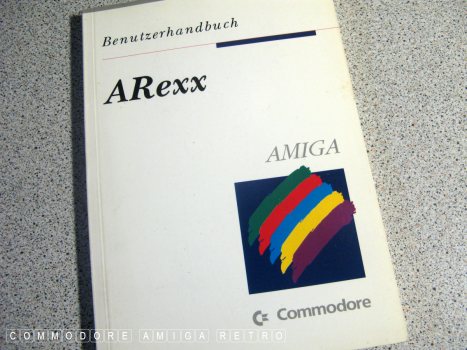 Benutzerhandbuch
ARexx
AMIGA
Commodore
COMMODORE AMIGA RETRO